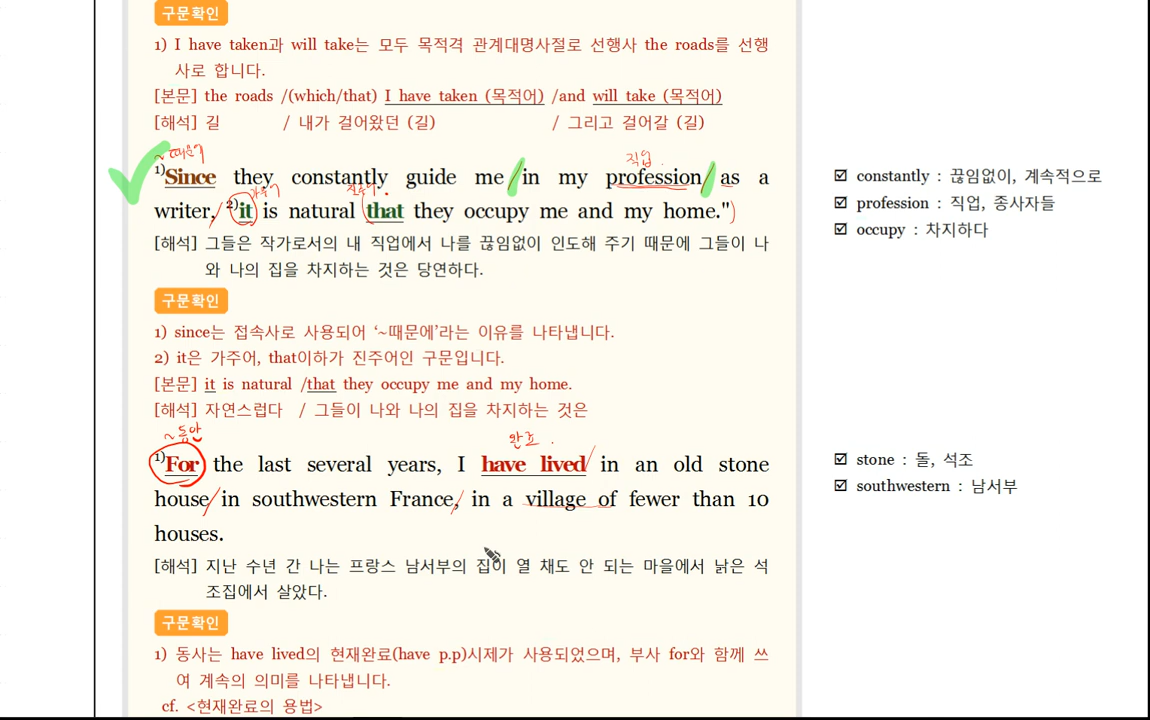 구문확인
1) I have taken과 will take는 모두 목적격 관계대명사절로 선행사 the roads를 선행
사로 합니다.
[본문] the roads /(which/that) I have taken (목적어) /and will take (목적어)
[해석] 길 / 내가 걸어왔던 (길) / 그리고 걸어갈 (길)
~때문에 직업
1)Since they constantly guide me / in my profession / as a
가주어 진주어
writer, / 2)it is natural that they occupy me and my home.")
[해석] 그들은 작가로서의 내 직업에서 나를 끊임없이 인도해 주기 때문에 그들이 나
와 나의 집을 차지하는 것은 당연하다.
구문확인
1) since는 접속사로 사용되어 '~때문에'라는 이유를 나타냅니다.
2) it은 가주어, that이하가 진주어인 구문입니다.
[본문] it is natural /that they occupy me and my home.
[해석] 자연스럽다 / 그들이 나와 나의 집을 차지하는 것은
~동안 완료
1)For the last several years, I have lived / in an old stone
house / in southwestern France, / in a village of fewer than 10
houses.
[해석] 지난 수년 간 나는 프랑스 남서부의 집이 열 채도 안 되는 마을에서 낡은 석
조집에서 살았다.
구문확인
1) 동사는 have lived의 현재완료(have p.p)시제가 사용되었으며, 부사 for와 함께 쓰
여 계속의 의미를 나타냅니다.
cf. <현재완료의 용법>
☑ constantly : 끊임없이, 계속적으로
☑ profession : 직업, 종사자들
☑ occupy : 차지하다
☑ stone : 돌, 석조
☑ southwestern : 남서부